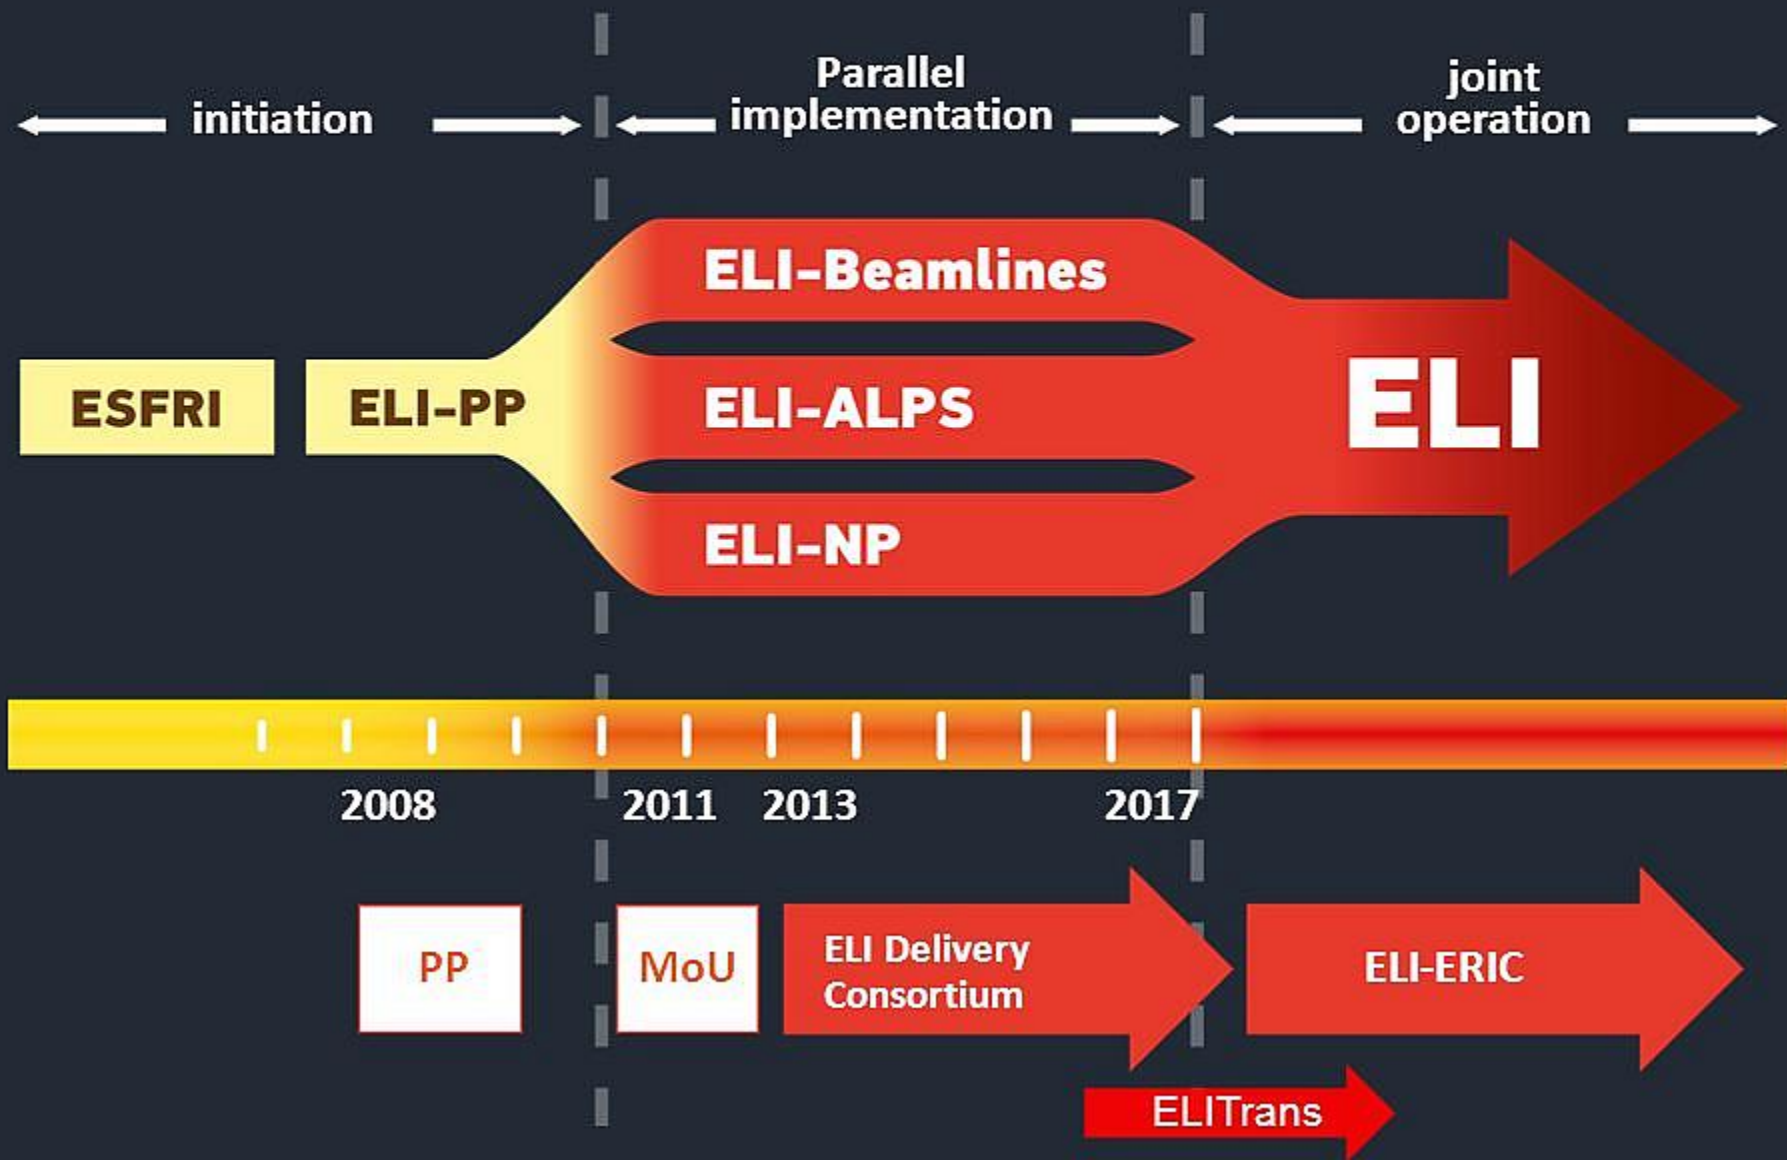 initiation
Parallel
implementation
joint
operation
ESFRI
ELI-PP
ELI-Beamlines
ELI-ALPS
ELI-NP
ELI
2008
2011
2013
2017
PP
MoU
ELI Delivery
Consortium
ELI-ERIC
ELITrans